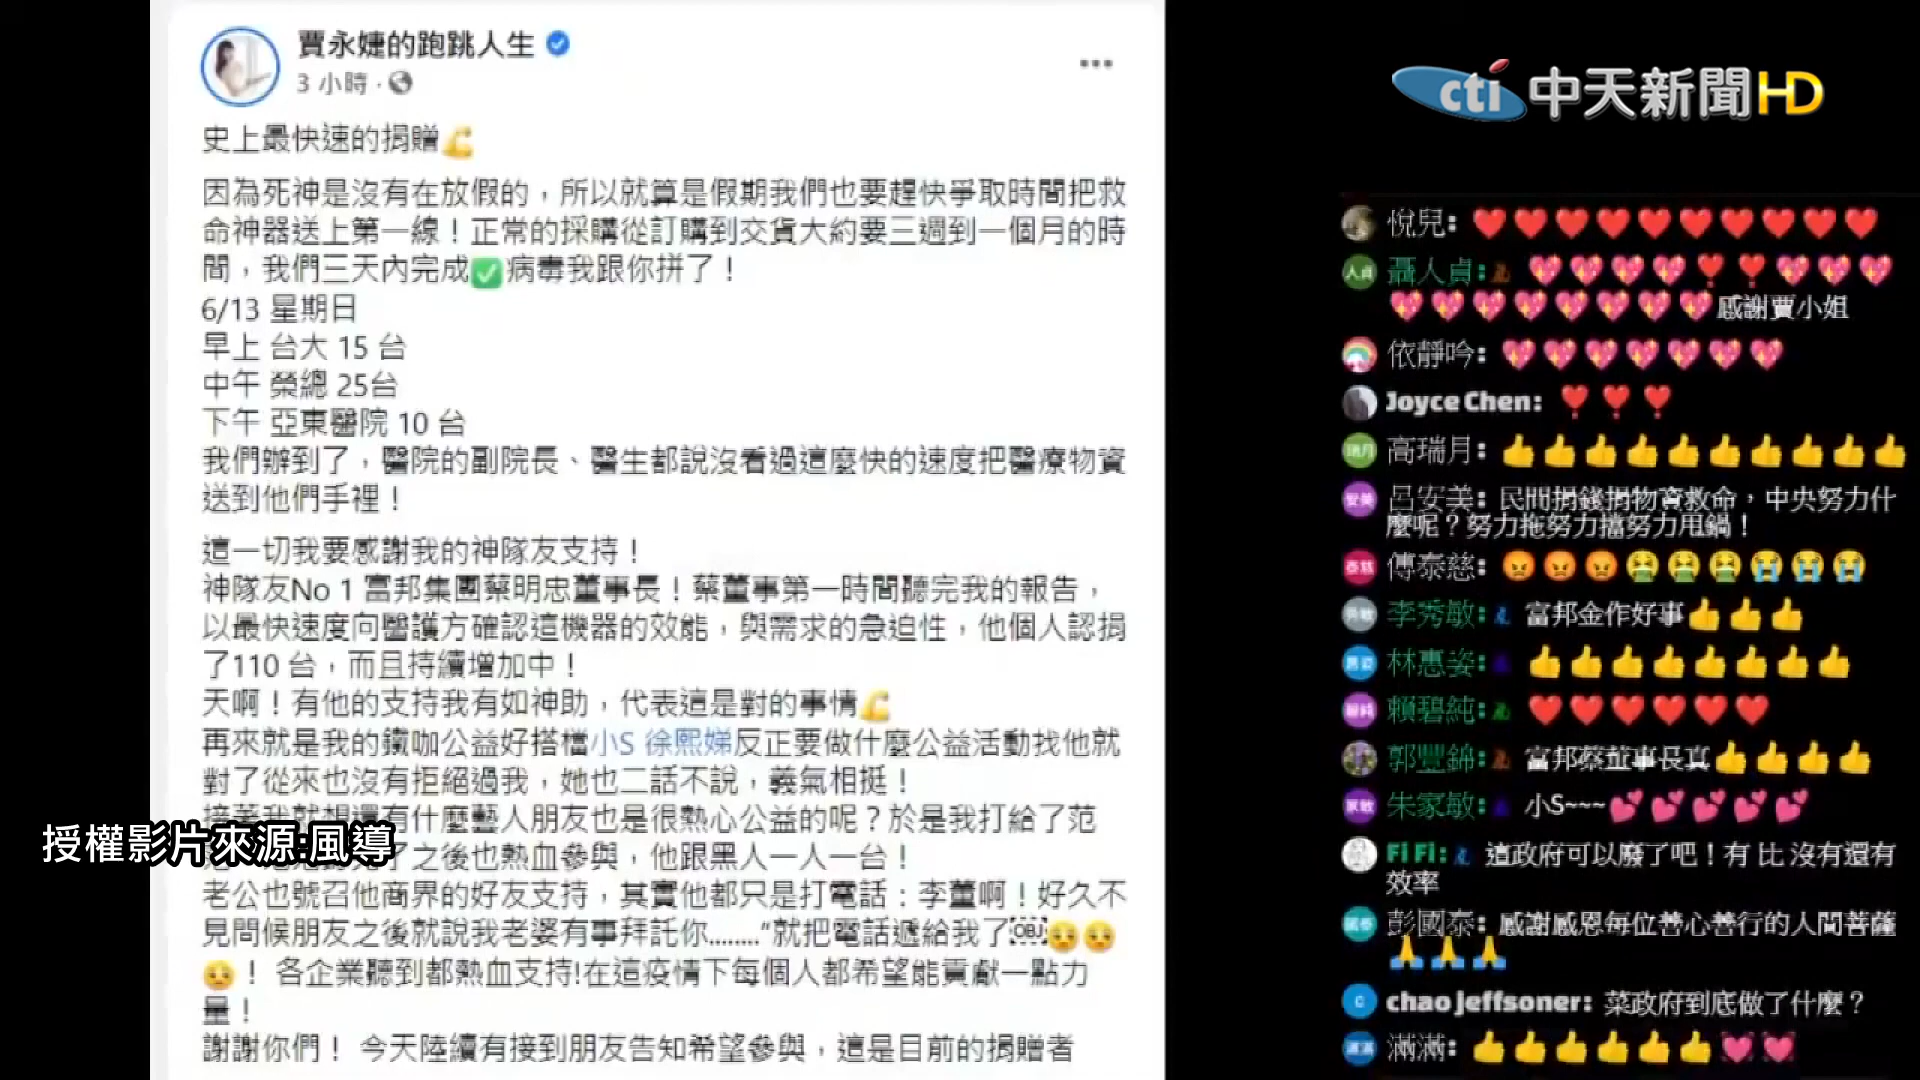 賈永婕的跑跳人生
3 小時 ·
史上最快速的捐贈💪
因為死神是沒有在放假的，所以就算是假期我們也要趕快爭取時間把救
命神器送上第一線！正常的採購從訂購到交貨大約要三週到一個月的時
間，我們三天內完成✅病毒我跟你拼了！
6/13 星期日
早上 台大 15 台
中午 榮總 25台
下午 亞東醫院 10 台
我們辦到了，醫院的副院長、醫生都說沒看過這麼快的速度把醫療物資
送到他們手裡！
這一切我要感謝我的神隊友支持！
神隊友No 1 富邦集團蔡明忠董事長！蔡董事第一時間聽完我的報告，
以最快速度向醫護方確認這機器的效能，與需求的急迫性，他個人認捐
了110 台，而且持續增加中！
天啊！有他的支持我有如神助，代表這是對的事情💪
再來就是我的鐵咖公益好搭檔小S 徐熙娣反正要做什麼公益活動找他就
對了從來也沒有拒絕過我，她也二話不說，義氣相挺！
接著我就想還有什麼藝人朋友也是很熱心公益的呢？於是我打給了范
了之後也熱血參與，他跟黑人一人一台！
老公也號召他商界的好友支持，其實他都只是打電話：李董啊！好久不
見問候朋友之後就說我老婆有事拜託你........“就把電話遞給我了OBJ🥺🥺
🥺！ 各企業聽到都熱血支持!在這疫情下每個人都希望能貢獻一點力
量！
謝謝你們！ 今天陸續有接到朋友告知希望參與，這是目前的捐贈者
授權影片來源:風導
cti 中天新聞HD
悅兒: ❤️❤️❤️❤️❤️❤️❤️❤️❤️❤️
人貞 聶人貞: 💖💖💖💖❣️❣️💖💖💖
💖💖💖💖💖💖💖💖感謝賈小姐
依靜吟: 💖💖💖💖💖💖💖
Joyce Chen: ❣️❣️❣️
瑞月 高瑞月: 👍👍👍👍👍👍👍👍👍👍
安美 呂安美: 民間捐錢捐物資救命，中央努力什
麼呢？努力拖努力擋努力甩鍋！
泰慈 傅泰慈: 😡😡😡🤮🤮🤮😭😭😭
秀敏 李秀敏: 富邦金作好事👍👍👍
惠姿 林惠姿: 👍👍👍👍👍👍👍👍
碧純 賴碧純: ❤️❤️❤️❤️❤️❤️
郭豐錦: 富邦蔡董事長真👍👍👍👍
家敏 朱家敏: 小S~~~💕💕💕💕💕
Fi Fi: 這政府可以廢了吧！有 比 沒有還有
效率
國泰 彭國泰: 感謝感恩每位善心善行的人間菩薩
🙏🙏🙏
C chao jeffsoner: 菜政府到底做了什麼？
滿滿 滿滿: 👍👍👍👍👍👍💓💓